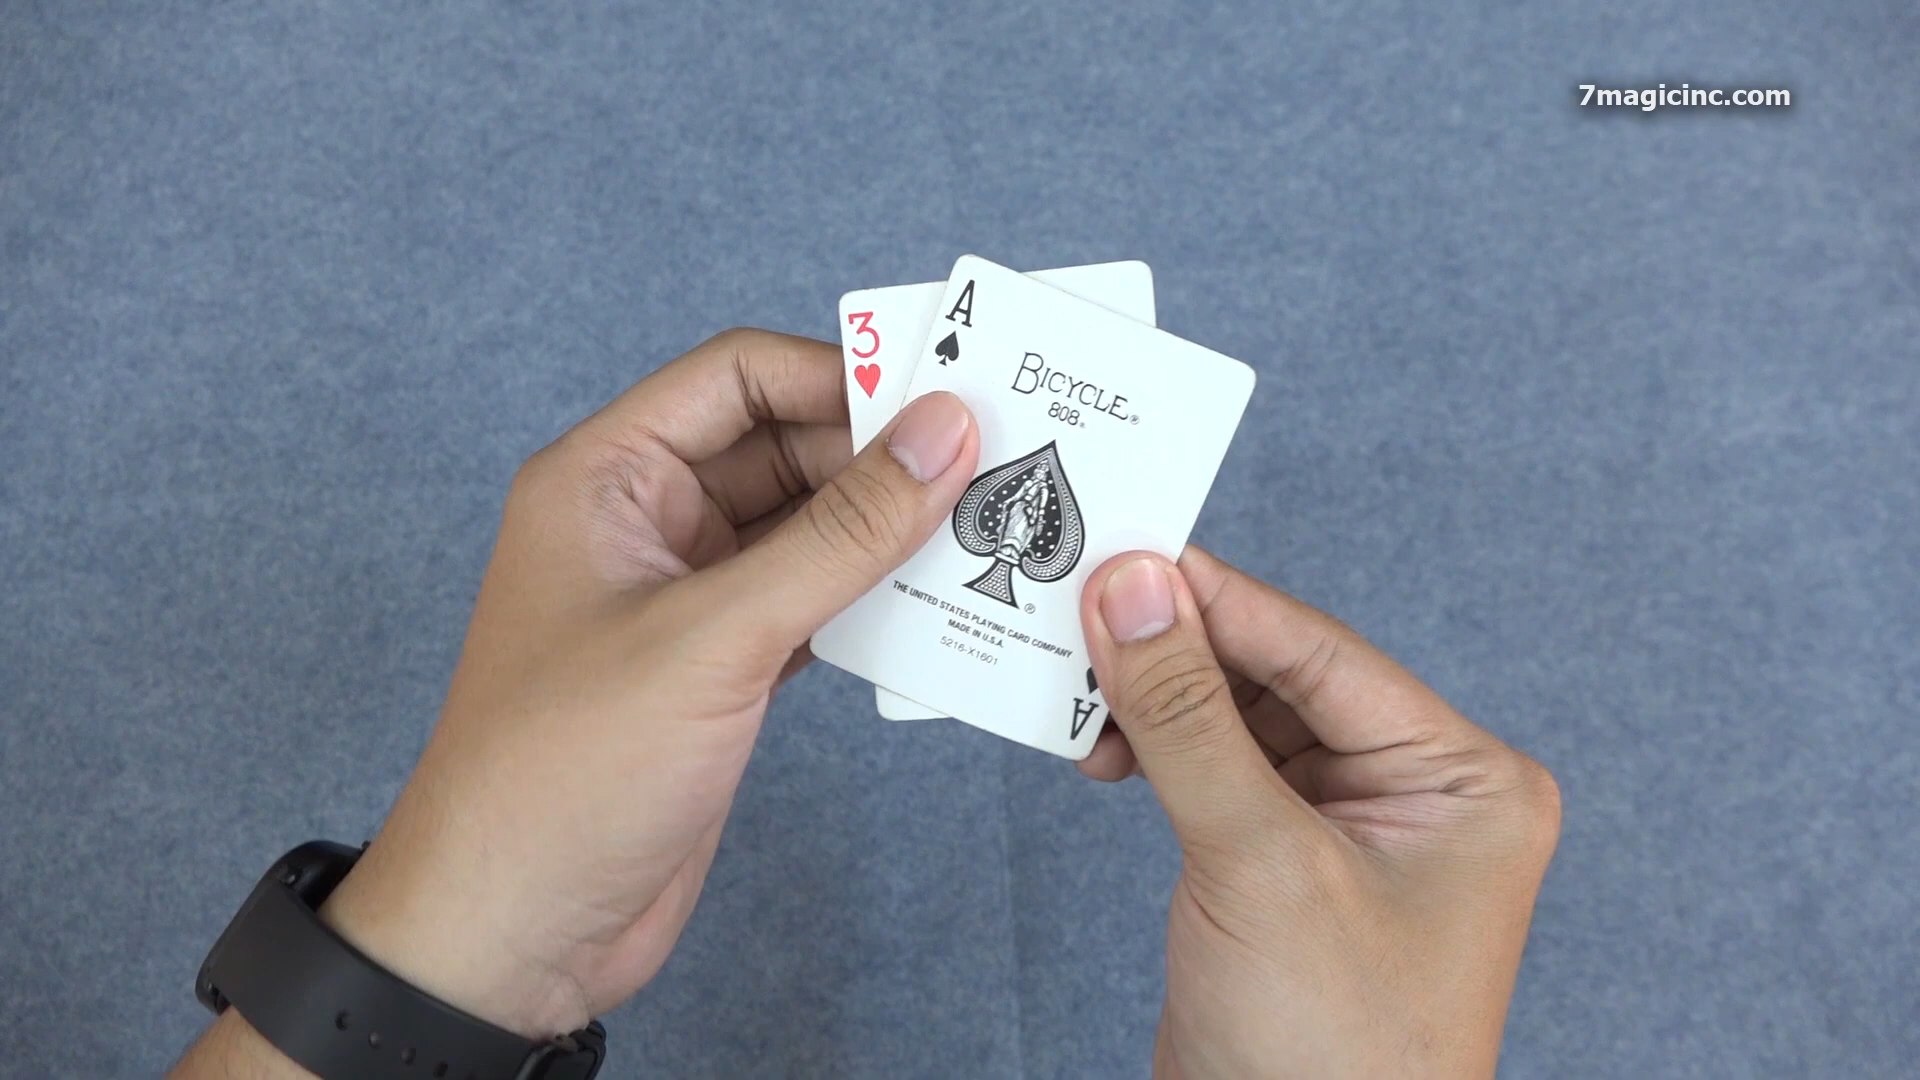 7magicinc.com
3
A
BICYCLE®
808®
®
THE UNITED STATES PLAYING CARD COMPANY
MADE IN U.S.A.
5216-X1601
A